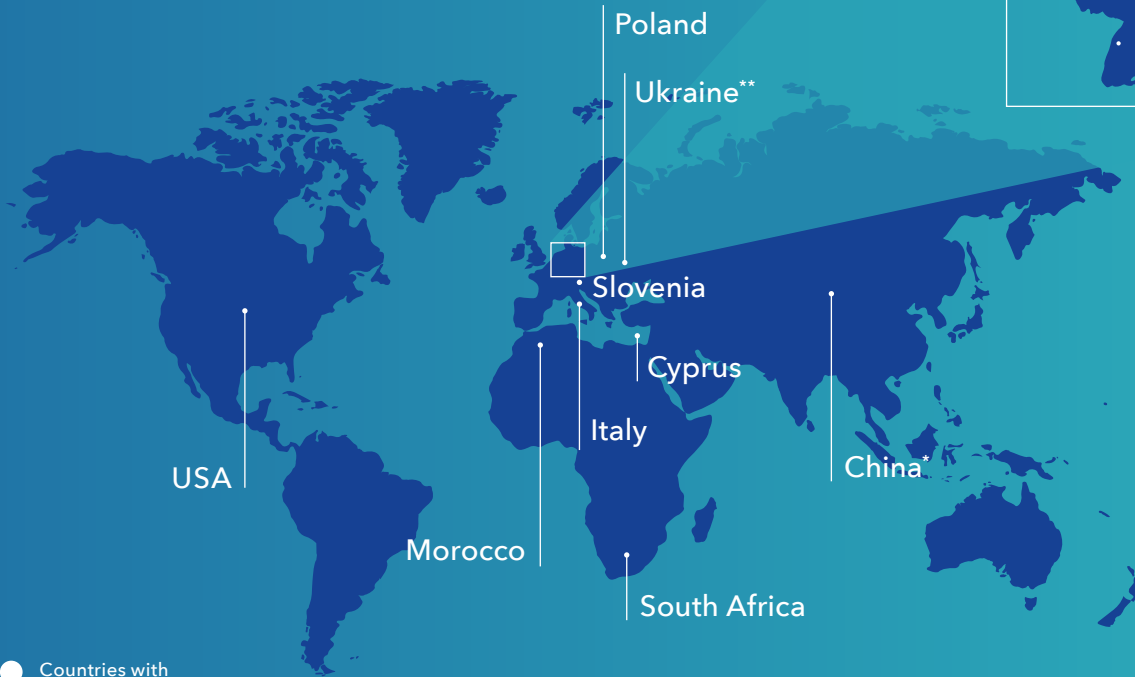 Poland
Ukraine**
Slovenia
Cyprus
Italy
China*
USA
Morocco
South Africa
Countries with